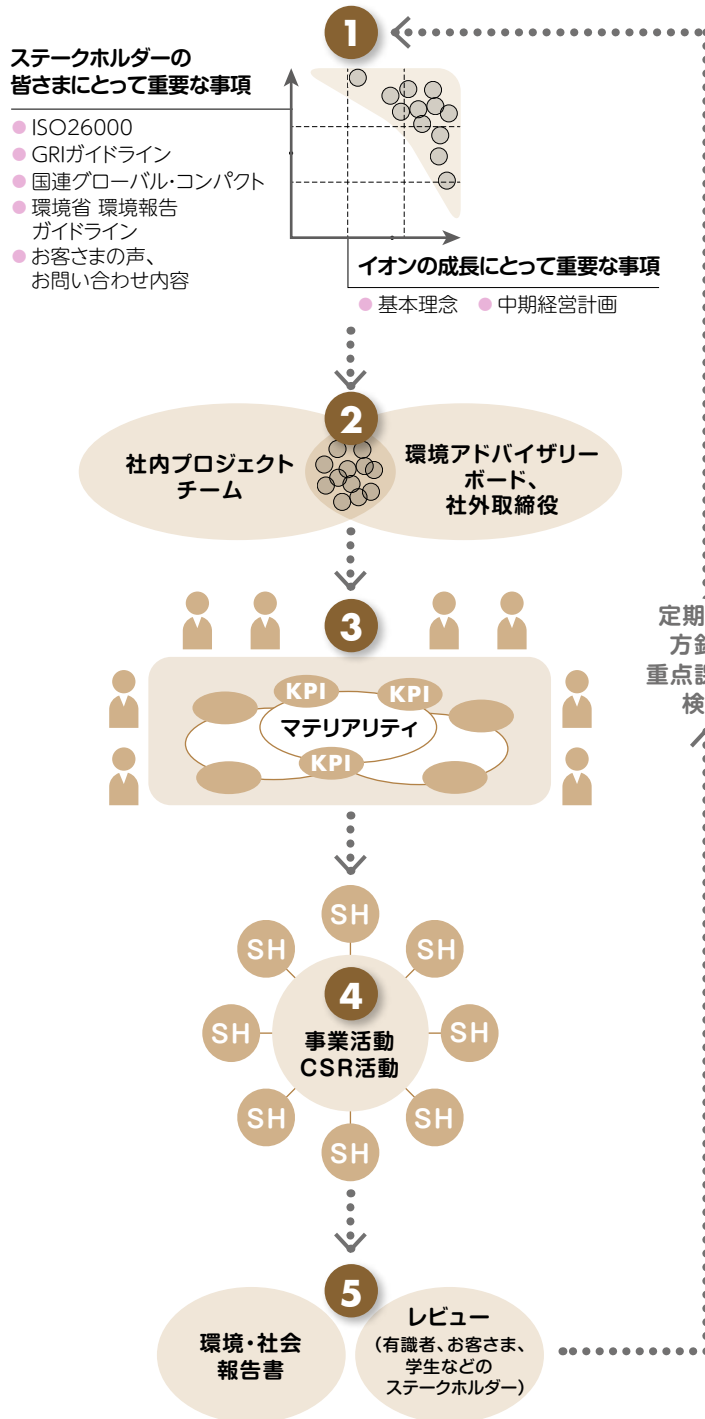 1
ステークホルダーの
皆さまにとって重要な事項
ISO26000
GRIガイドライン
国連グローバル・コンパクト
環境省 環境報告
ガイドライン
お客さまの声、
お問い合わせ内容
イオンの成長にとって重要な事項
基本理念 中期経営計画
2
社内プロジェクト
チーム
環境アドバイザリー
ボード、
社外取締役
3
KPI KPI
マテリアリティ
KPI
定期
方針
重点課
検
SH
SH SH
SH SH
SH SH
SH
4
事業活動
CSR活動
5
環境・社会
報告書
レビュー
(有識者、お客さま、
学生などの
ステークホルダー)